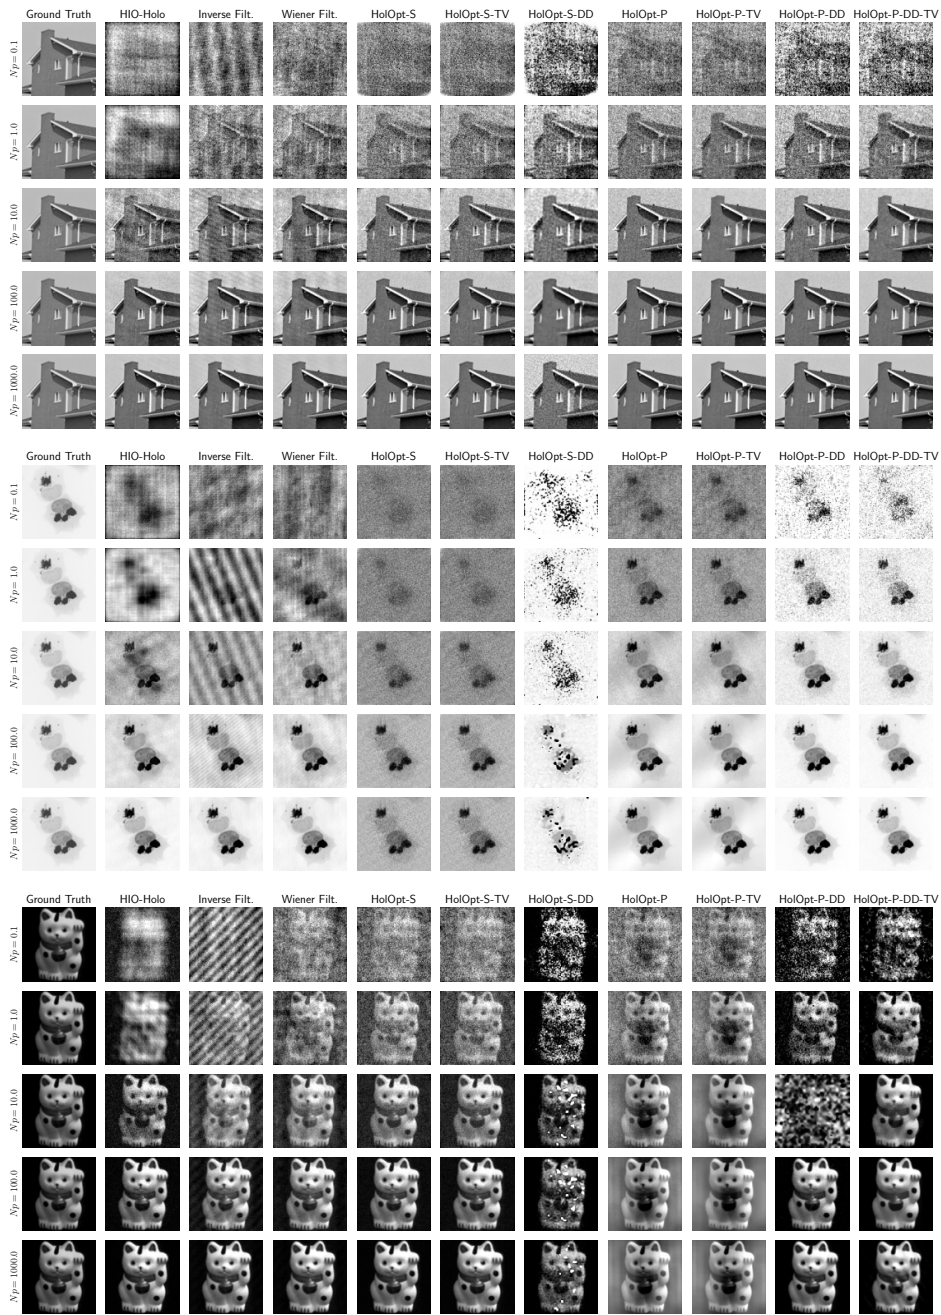 Ground Truth HIO-Holo Inverse Filt. Wiener Filt. HolOpt-S HolOpt-S-TV HolOpt-S-DD HolOpt-P HolOpt-P-TV HolOpt-P-DD HolOpt-P-DD-TV
Np = 0.1
Np = 1.0
Np = 10.0
Np = 100.0
Np = 1000.0
Ground Truth HIO-Holo Inverse Filt. Wiener Filt. HolOpt-S HolOpt-S-TV HolOpt-S-DD HolOpt-P HolOpt-P-TV HolOpt-P-DD HolOpt-P-DD-TV
Np = 0.1
Np = 1.0
Np = 10.0
Np = 100.0
Np = 1000.0
Ground Truth HIO-Holo Inverse Filt. Wiener Filt. HolOpt-S HolOpt-S-TV HolOpt-S-DD HolOpt-P HolOpt-P-TV HolOpt-P-DD HolOpt-P-DD-TV
Np = 0.1
Np = 1.0
Np = 10.0
Np = 100.0
Np = 1000.0